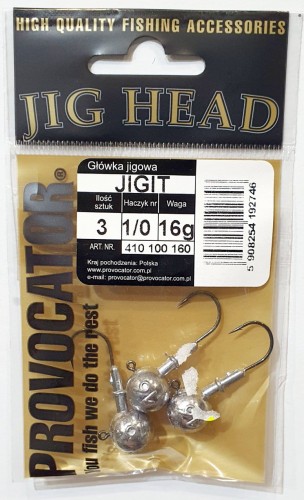 HIGH QUALITY FISHING ACCESSORIES
JIG HEAD
Główka jigowa
JIGIT
Ilość sztuk
Haczyk nr
Waga
3
1/0
16g
ART. NR.
410 100 160
Kraj pochodzenia: Polska
www.provocator.com.pl
e-mail: provocator@provocator.com.pl
5 908254 192746
PROVOCATOR®
You fish we do the rest